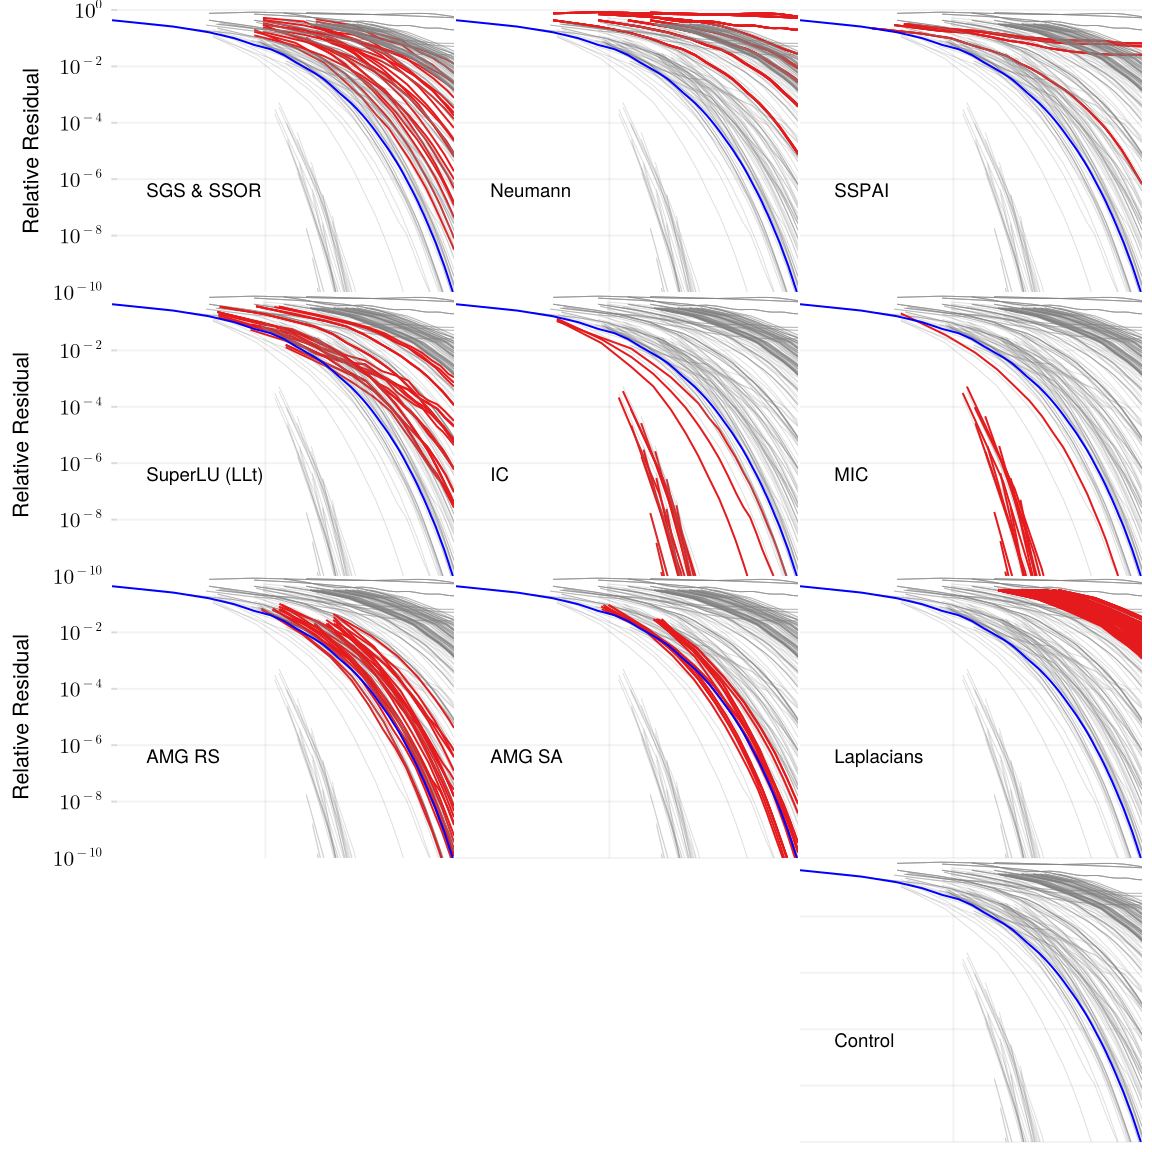 Relative Residual
10^0
10^−2
10^−4
10^−6
10^−8
10^−10
SGS & SSOR
Neumann
SSPAI
Relative Residual
10^−2
10^−4
10^−6
10^−8
10^−10
SuperLU (LLt)
IC
MIC
Relative Residual
10^−2
10^−4
10^−6
10^−8
10^−10
AMG RS
AMG SA
Laplacians
Control